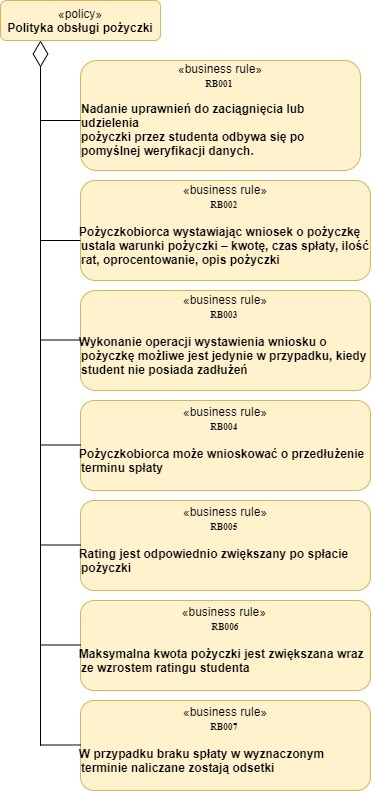 «policy»
Polityka obsługi pożyczki
«business rule»
RB001
Nadanie uprawnień do zaciągnięcia lub
udzielenia
pożyczki przez studenta odbywa się po
pomyślnej weryfikacji danych.
«business rule»
RB002
Pożyczkobiorca wystawiając wniosek o pożyczkę
ustala warunki pożyczki – kwotę, czas spłaty, ilość
rat, oprocentowanie, opis pożyczki
«business rule»
RB003
Wykonanie operacji wystawienia wniosku o
pożyczkę możliwe jest jedynie w przypadku, kiedy
student nie posiada zadłużeń
«business rule»
RB004
Pożyczkobiorca może wnioskować o przedłużenie
terminu spłaty
«business rule»
RB005
Rating jest odpowiednio zwiększany po spłacie
pożyczki
«business rule»
RB006
Maksymalna kwota pożyczki jest zwiększana wraz
ze wzrostem ratingu studenta
«business rule»
RB007
W przypadku braku spłaty w wyznaczonym
terminie naliczane zostają odsetki